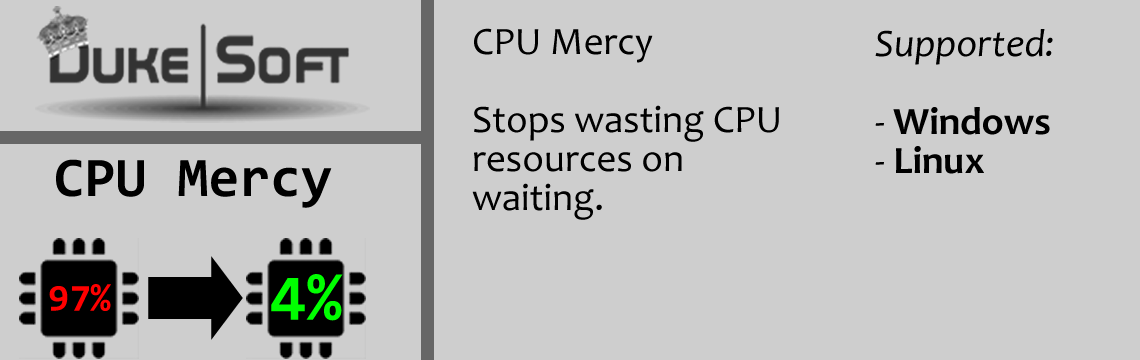 DUKE|SOFT
CPU Mercy
97%
4%
CPU Mercy
Stops wasting CPU
resources on
waiting.
Supported:
- Windows
- Linux